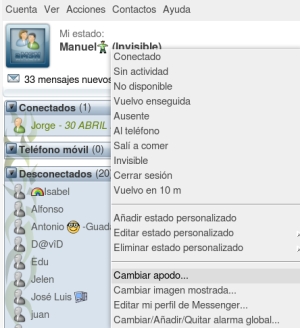 Cuenta Ver Acciones Contactos Ayuda
Mi estado:
Manuel (Invisible)
33 mensajes nuevos
Conectados (1)
Jorge - 30 ABRIL
Teléfono móvil (0)
Desconectados (20
Isabel
Alfonso
Antonio -Guad
D@viD
Edu
Jelen
José Luis
juan
Conectado
Sin actividad
No disponible
Vuelvo enseguida
Ausente
Al teléfono
Salí a comer
Invisible
Cerrar sesión
Vuelvo en 10 m
Añadir estado personalizado
Editar estado personalizado
Eliminar estado personalizado
Cambiar apodo...
Cambiar imagen mostrada...
Editar mi perfil de Messenger...
Cambiar/Añadir/Quitar alarma global...